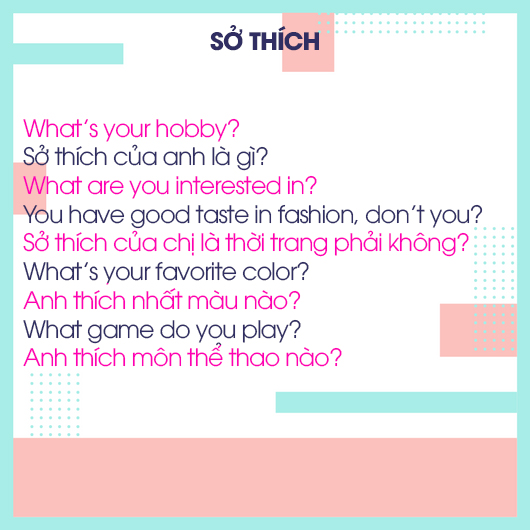 SỞ THÍCH
What's your hobby?
Sở thích của anh là gì?
What are you interested in?
You have good taste in fashion, don't you?
Sở thích của chị là thời trang phải không?
What's your favorite color?
Anh thích nhất màu nào?
What game do you play?
Anh thích môn thể thao nào?